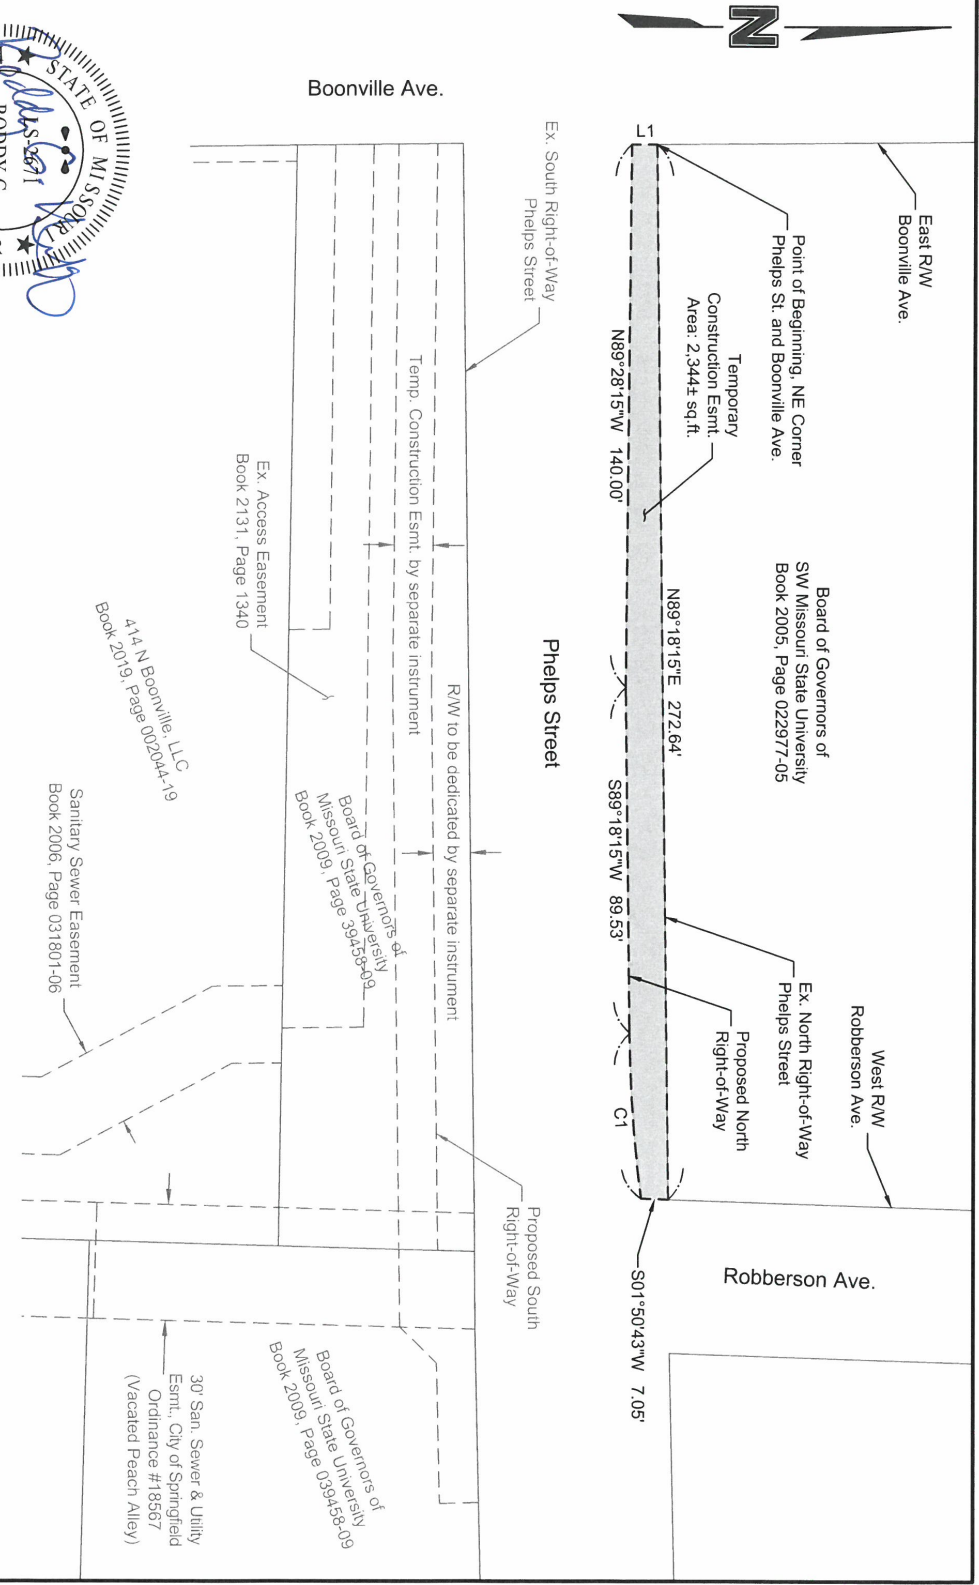 N
Boonville Ave.
L1
East R/W
Boonville Ave.
Point of Beginning, NE Corner
Phelps St. and Boonville Ave.
Temporary
Construction Esmt.
Area: 2,344± sq.ft.
Board of Governors of
SW Missouri State University
Book 2005, Page 022977-05
N89°28'15"W 140.00'
N89°18'15"E 272.64'
S89°18'15"W 89.53'
Ex. North Right-of-Way
Phelps Street
Proposed North
Right-of-Way
West R/W
Robberson Ave.
C1
S01°50'43"W 7.05'
Robberson Ave.
Phelps Street
Ex. South Right-of-Way
Phelps Street
Temp. Construction Esmt. by separate instrument
R/W to be dedicated by separate instrument
Proposed South
Right-of-Way
Ex. Access Easement
Book 2131, Page 1340
Board of Governors of
Missouri State University
Book 2009, Page 39458-09
414 N Boonville, LLC
Book 2019, Page 002044-19
Sanitary Sewer Easement
Book 2006, Page 031801-06
Board of Governors of
Missouri State University
Book 2009, Page 039458-09
30' San. Sewer & Utility
Esmt., City of Springfield
Ordinance #18567
(Vacated Peach Alley)
STATE OF MISSOURI
LS-2671
RODDY C.